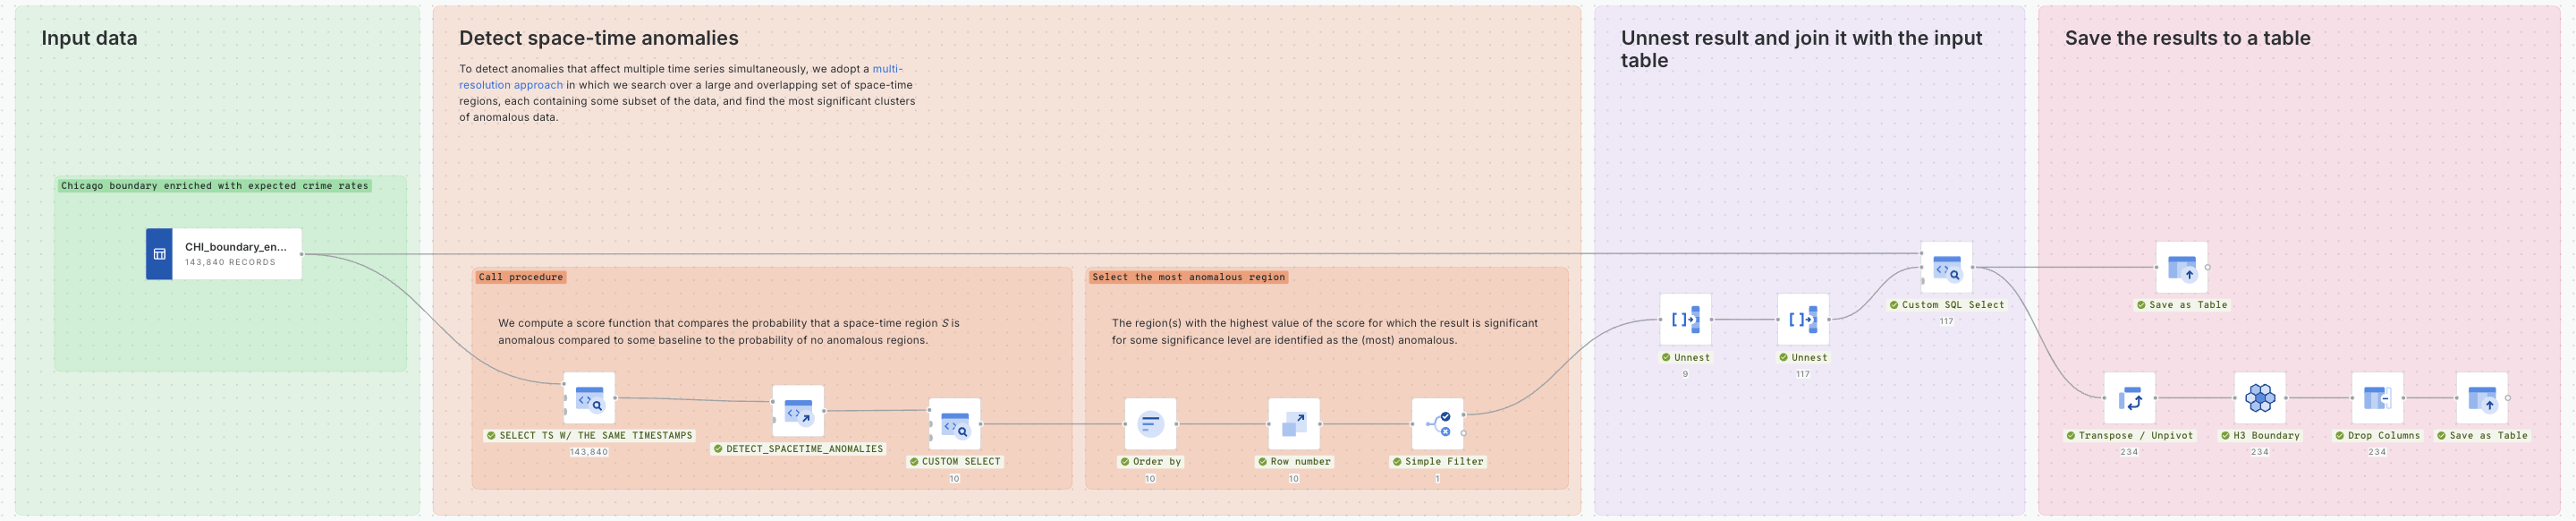 Input data
Chicago boundary enriched with expected crime rates
CHI_boundary_en...
143,840 RECORDS
Detect space-time anomalies
To detect anomalies that affect multiple time series simultaneously, we adopt a multi-
resolution approach in which we search over a large and overlapping set of space-time
regions, each containing some subset of the data, and find the most significant clusters
of anomalous data.
Call procedure
We compute a score function that compares the probability that a space-time region S is
anomalous compared to some baseline to the probability of no anomalous regions.
SELECT TS W/ THE SAME TIMESTAMPS
143,840
DETECT_SPACETIME_ANOMALIES
CUSTOM SELECT
10
Select the most anomalous region
The region(s) with the highest value of the score for which the result is significant
for some significance level are identified as the (most) anomalous.
Order by
10
Row number
10
Simple Filter
1
Unnest result and join it with the input
table
Unnest
9
Unnest
117
Custom SQL Select
117
Save the results to a table
Save as Table
Transpose / Unpivot
234
H3 Boundary
234
Drop Columns
234
Save as Table